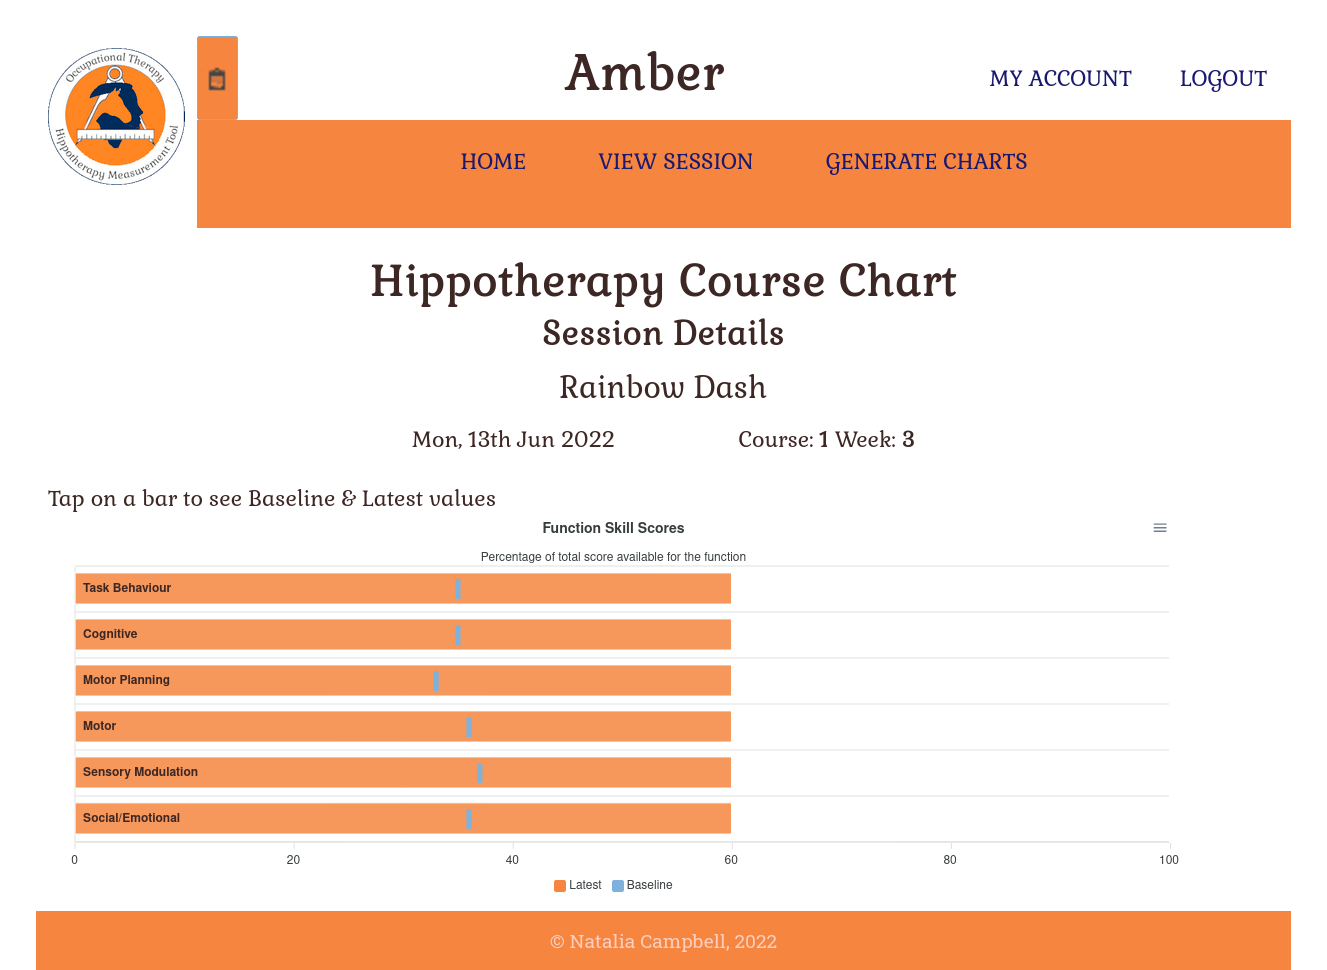 Occupational Therapy
Hippotherapy Measurement Tool
Amber
MY ACCOUNT LOGOUT
HOME VIEW SESSION GENERATE CHARTS
Hippotherapy Course Chart
Session Details
Rainbow Dash
Mon, 13th Jun 2022 Course: 1 Week: 3
Tap on a bar to see Baseline & Latest values
Function Skill Scores
Percentage of total score available for the function
Task Behaviour
Cognitive
Motor Planning
Motor
Sensory Modulation
Social/Emotional
0 20 40 60 80 100
Latest Baseline
© Natalia Campbell, 2022